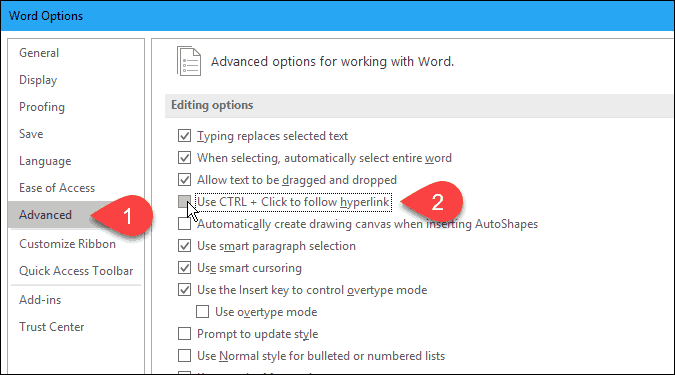 Word Options
General
Display
Proofing
Save
Language
Ease of Access
Advanced
Customize Ribbon
Quick Access Toolbar
Add-ins
Trust Center
1
Advanced options for working with Word.
Editing options
Typing replaces selected text
When selecting, automatically select entire word
Allow text to be dragged and dropped
Use CTRL + Click to follow hyperlink
2
Automatically create drawing canvas when inserting AutoShapes
Use smart paragraph selection
Use smart cursoring
Use the Insert key to control overtype mode
Use overtype mode
Prompt to update style
Use Normal style for bulleted or numbered lists